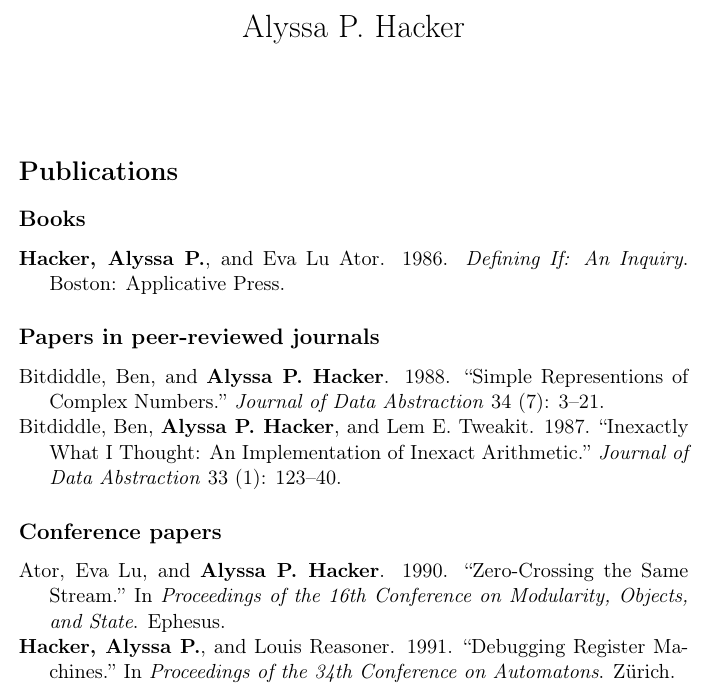 Alyssa P. Hacker
Publications
Books
Hacker, Alyssa P., and Eva Lu Ator. 1986. Defining If: An Inquiry.
Boston: Applicative Press.
Papers in peer-reviewed journals
Bitdiddle, Ben, and Alyssa P. Hacker. 1988. “Simple Representions of
Complex Numbers.” Journal of Data Abstraction 34 (7): 3–21.
Bitdiddle, Ben, Alyssa P. Hacker, and Lem E. Tweakit. 1987. “Inexactly
What I Thought: An Implementation of Inexact Arithmetic.” Journal of
Data Abstraction 33 (1): 123–40.
Conference papers
Ator, Eva Lu, and Alyssa P. Hacker. 1990. “Zero-Crossing the Same
Stream.” In Proceedings of the 16th Conference on Modularity, Objects,
and State. Ephesus.
Hacker, Alyssa P., and Louis Reasoner. 1991. “Debugging Register Ma-
chines.” In Proceedings of the 34th Conference on Automatons. Zürich.